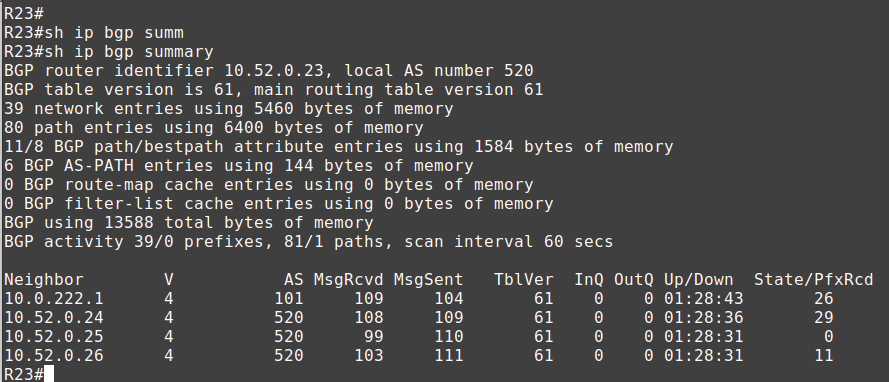 R23#
R23#sh ip bgp summ
R23#sh ip bgp summary
BGP router identifier 10.52.0.23, local AS number 520
BGP table version is 61, main routing table version 61
39 network entries using 5460 bytes of memory
80 path entries using 6400 bytes of memory
11/8 BGP path/bestpath attribute entries using 1584 bytes of memory
6 BGP AS-PATH entries using 144 bytes of memory
0 BGP route-map cache entries using 0 bytes of memory
0 BGP filter-list cache entries using 0 bytes of memory
BGP using 13588 total bytes of memory
BGP activity 39/0 prefixes, 81/1 paths, scan interval 60 secs

Neighbor        V           AS MsgRcvd MsgSent   TblVer  InQ OutQ Up/Down  State/PfxRcd
10.0.222.1      4          101     109     104       61    0    0 01:28:43       26
10.52.0.24      4          520     108     109       61    0    0 01:28:36       29
10.52.0.25      4          520      99     110       61    0    0 01:28:31        0
10.52.0.26      4          520     103     111       61    0    0 01:28:31       11
R23#